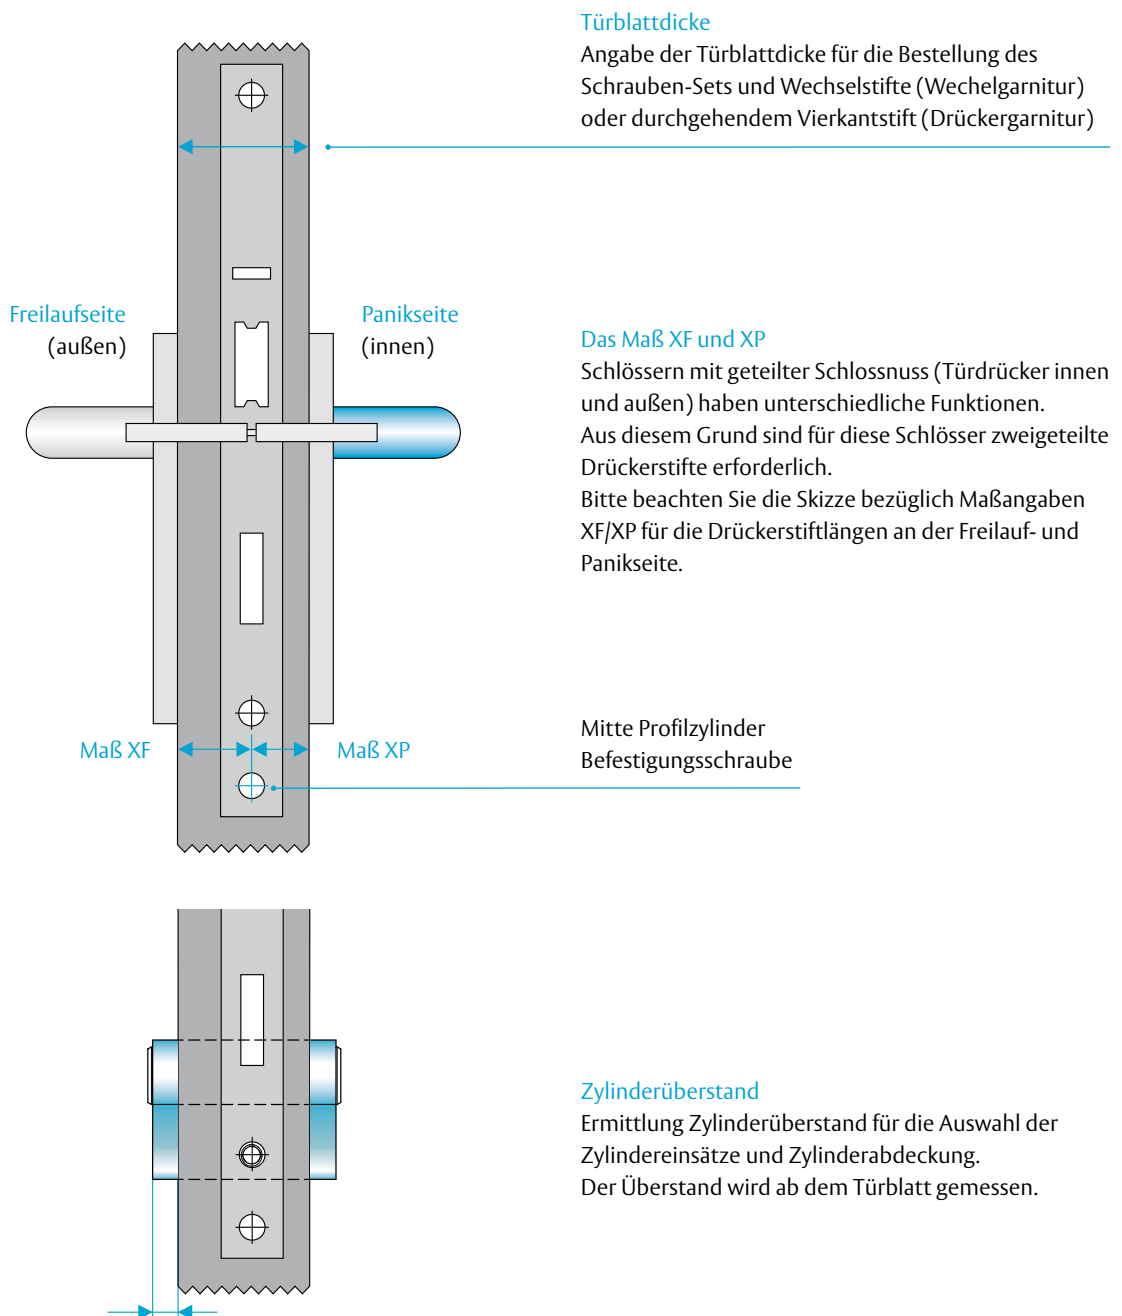 Türblattdicke
Angabe der Türblattdicke für die Bestellung des
Schrauben-Sets und Wechselstifte (Wechelgarnitur)
oder durchgehendem Vierkantstift (Drückergarnitur)
Freilaufseite
(außen)
Panikseite
(innen)
Das Maß XF und XP
Schlössern mit geteilter Schlossnuss (Türdrücker innen
und außen) haben unterschiedliche Funktionen.
Aus diesem Grund sind für diese Schlösser zweigeteilte
Drückerstifte erforderlich.
Bitte beachten Sie die Skizze bezüglich Maßangaben
XF/XP für die Drückerstiftlängen an der Freilauf- und
Panikseite.
Maß XF
Maß XP
Mitte Profilzylinder
Befestigungsschraube
Zylinderüberstand
Ermittlung Zylinderüberstand für die Auswahl der
Zylindereinsätze und Zylinderabdeckung.
Der Überstand wird ab dem Türblatt gemessen.